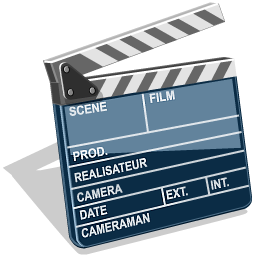 SCENE FILM
PROD.
REALISATEUR
CAMERA
DATE EXT. INT.
CAMERAMAN